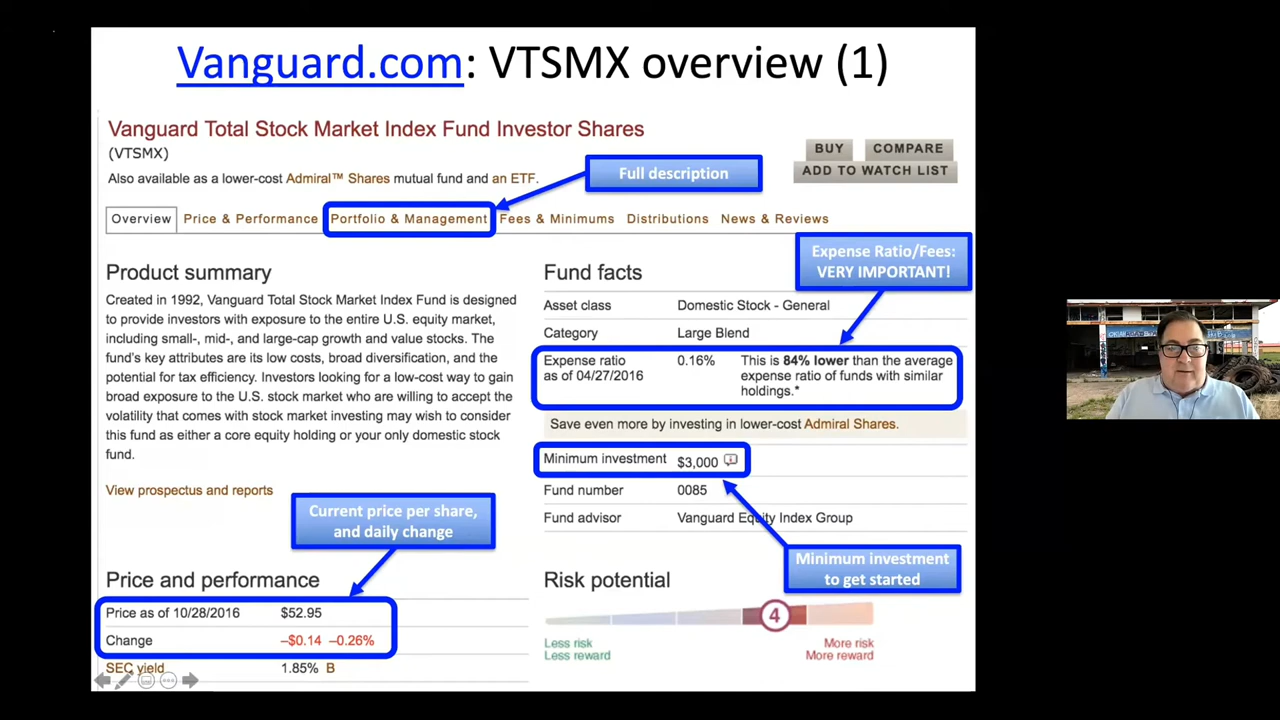 Vanguard.com: VTSMX overview (1)
Vanguard Total Stock Market Index Fund Investor Shares
(VTSMX)
Also available as a lower-cost Admiral™ Shares mutual fund and an ETF.
BUY COMPARE
ADD TO WATCH LIST
Full description
Overview Price & Performance Portfolio & Management Fees & Minimums Distributions News & Reviews
Expense Ratio/Fees:
VERY IMPORTANT!
Product summary
Created in 1992, Vanguard Total Stock Market Index Fund is designed
to provide investors with exposure to the entire U.S. equity market,
including small-, mid-, and large-cap growth and value stocks. The
fund's key attributes are its low costs, broad diversification, and the
potential for tax efficiency. Investors looking for a low-cost way to gain
broad exposure to the U.S. stock market who are willing to accept the
volatility that comes with stock market investing may wish to consider
this fund as either a core equity holding or your only domestic stock
fund.
View prospectus and reports
Current price per share,
and daily change
Price and performance
Price as of 10/28/2016 $52.95
Change –$0.14 –0.26%
SEC yield 1.85% B
Fund facts
Asset class Domestic Stock - General
Category Large Blend
Expense ratio 0.16% This is 84% lower than the average
as of 04/27/2016 expense ratio of funds with similar
holdings.*
Save even more by investing in lower-cost Admiral Shares.
Minimum investment $3,000
Fund number 0085
Fund advisor Vanguard Equity Index Group
Minimum investment
to get started
Risk potential
4
Less risk More risk
Less reward More reward